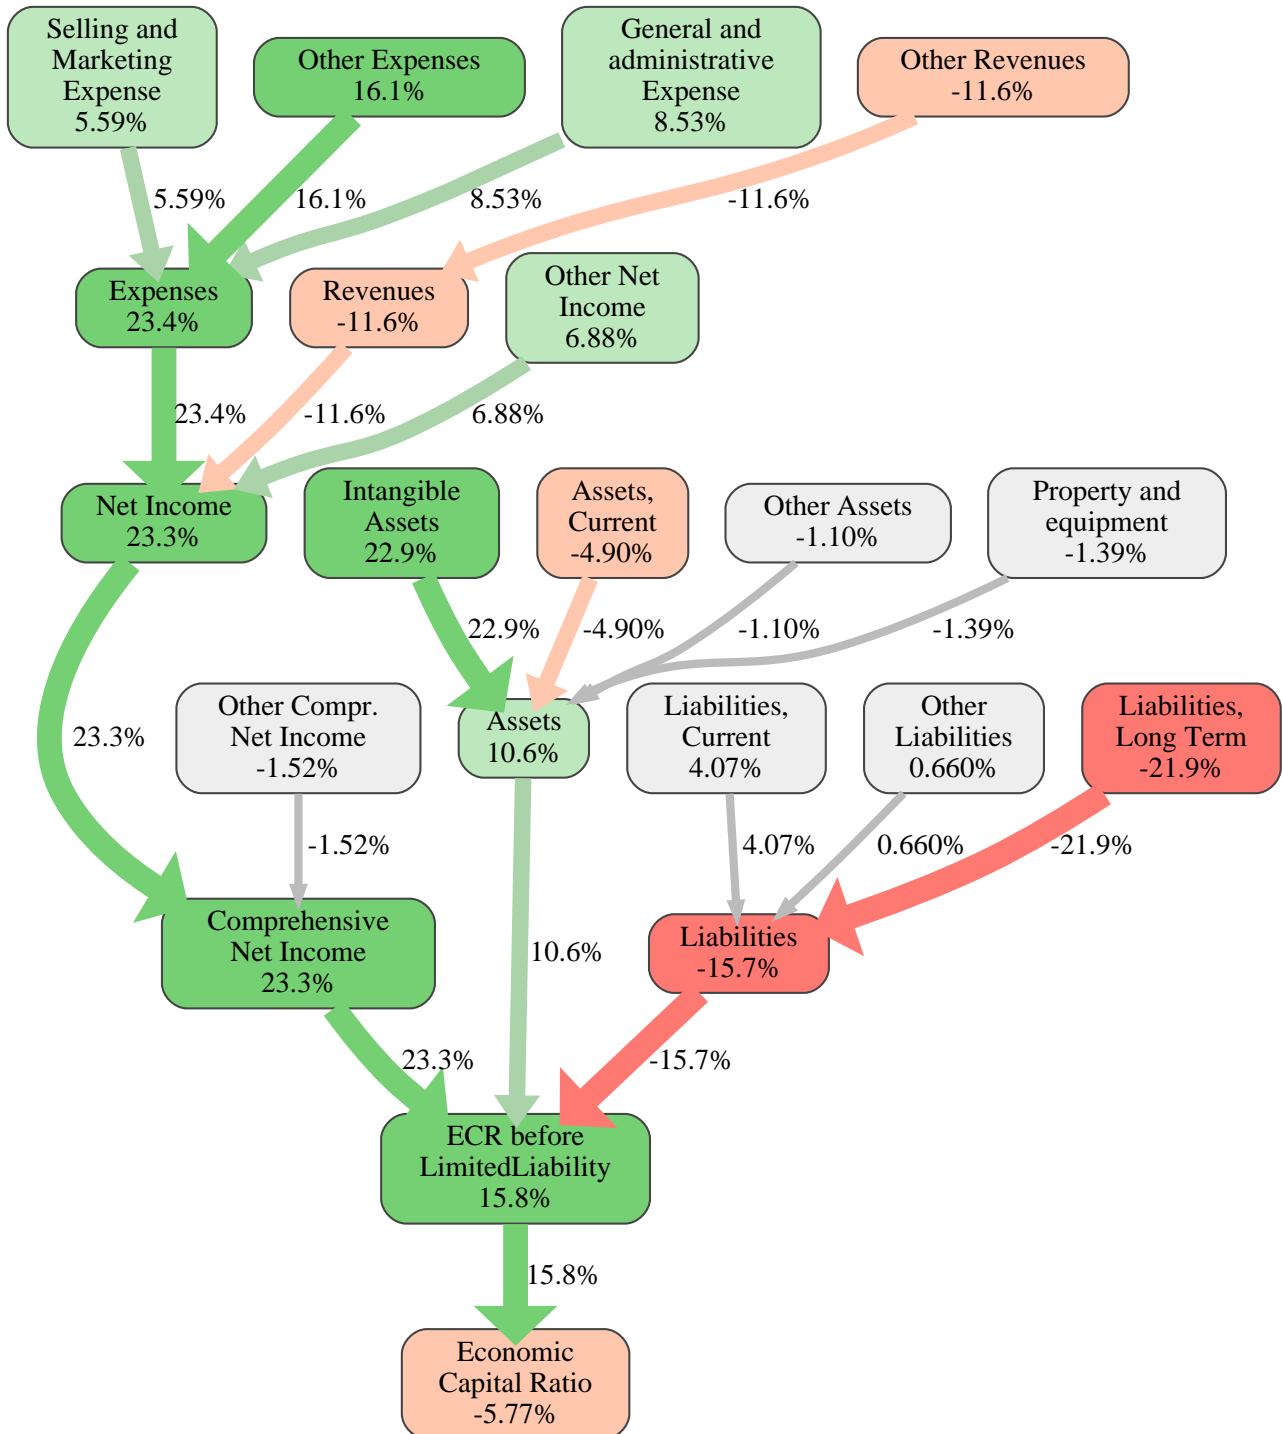 Selling and
Marketing
Expense
5.59%
Other Expenses
16.1%
General and
administrative
Expense
8.53%
Other Revenues
-11.6%
5.59%
16.1%
8.53%
-11.6%
Expenses
23.4%
Revenues
-11.6%
Other Net
Income
6.88%
23.4%
-11.6%
6.88%
Net Income
23.3%
Intangible
Assets
22.9%
Assets,
Current
-4.90%
Other Assets
-1.10%
Property and
equipment
-1.39%
22.9%
-4.90%
-1.10%
-1.39%
23.3%
Other Compr.
Net Income
-1.52%
Assets
10.6%
Liabilities,
Current
4.07%
Other
Liabilities
0.660%
Liabilities,
Long Term
-21.9%
-1.52%
4.07%
0.660%
-21.9%
Comprehensive
Net Income
23.3%
10.6%
Liabilities
-15.7%
23.3%
-15.7%
ECR before
LimitedLiability
15.8%
15.8%
Economic
Capital Ratio
-5.77%